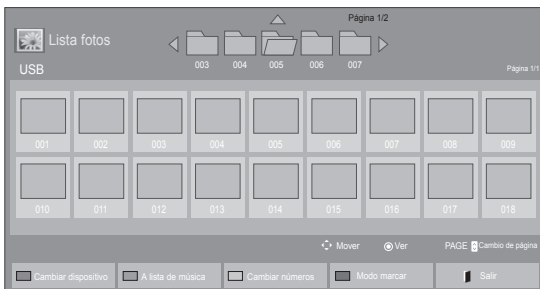 Página 1/2
Lista fotos
003 004 005 006 007
USB
Página 1/1
001 002 003 004 005 006 007 008 009
010 011 012 013 014 015 016 017 018
Mover Ver PAGE Cambio de página
Cambiar dispositivo A lista de música Cambiar números Modo marcar Salir